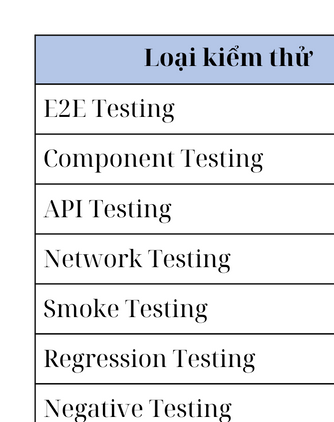 Loại kiểm thử
E2E Testing
Component Testing
API Testing
Network Testing
Smoke Testing
Regression Testing
Negative Testing